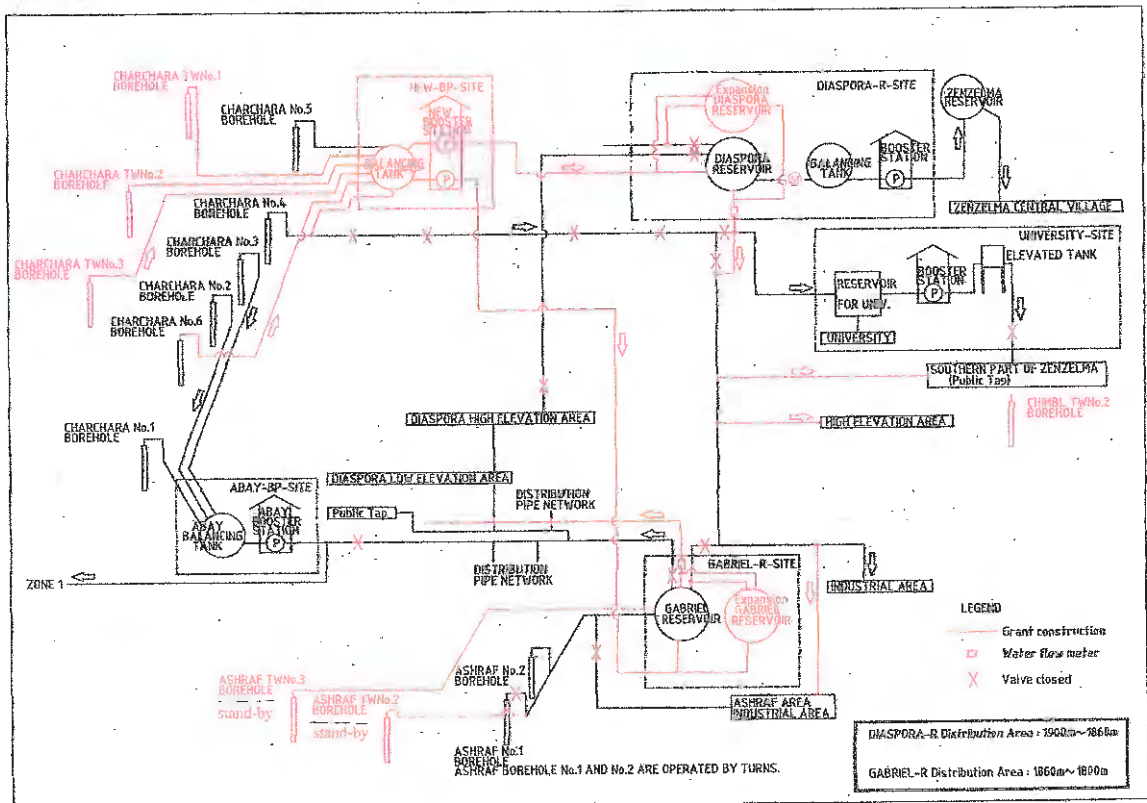 CHARCHARA TWNo.1
BOREHOLE
CHARCHARA No.5
BOREHOLE
NEW-BP-SITE
NEW
BOOSTER
STATION
P
P
BALANCING
TANK
CHARCHARA TWNo.2
BOREHOLE
CHARCHARA No.4
BOREHOLE
CHARCHARA No.3
BOREHOLE
CHARCHARA TWNo.3
BOREHOLE
CHARCHARA No.2
BOREHOLE
CHARCHARA No.6
BOREHOLE
CHARCHARA No.1
BOREHOLE
DIASPORA-R-SITE
Expansion
DIASPORA
RESERVOIR
DIASPORA
RESERVOIR
BALANCING
TANK
BOOSTER
STATION
P
ZENZELMA
RESERVOIR
ZENZELMA CENTRAL VILLAGE
UNIVERSITY-SITE
BOOSTER
STATION
P
ELEVATED TANK
RESERVOIR
FOR UNIV.
UNIVERSITY
SOUTHERN PART OF ZENZELMA
(Public Tap)
CHIMBL TWNo.2
BOREHOLE
HIGH ELEVATION AREA
DIASPORA HIGH ELEVATION AREA
DIASPORA LOW ELEVATION AREA
ABAY-BP-SITE
ABAY
BALANCING
TANK
ABAY
BOOSTER
STATION
P
Public Tap
DISTRIBUTION
PIPE NETWORK
DISTRIBUTION
PIPE NETWORK
ZONE 1
GABRIEL-R-SITE
GABRIEL
RESERVOIR
Expansion
GABRIEL
RESERVOIR
INDUSTRIAL AREA
ASHRAF TWNo.3
BOREHOLE
stand-by
ASHRAF TWNo.2
BOREHOLE
stand-by
ASHRAF No.2
BOREHOLE
ASHRAF No.1
BOREHOLE
ASHRAF BOREHOLE No.1 AND No.2 ARE OPERATED BY TURNS.
ASHRAF AREA
INDUSTRIAL AREA
LEGEND
Grant construction
Water flow meter
Valve closed
DIASPORA-R Distribution Area : 1900m~1860m
GABRIEL-R Distribution Area : 1860m~1800m